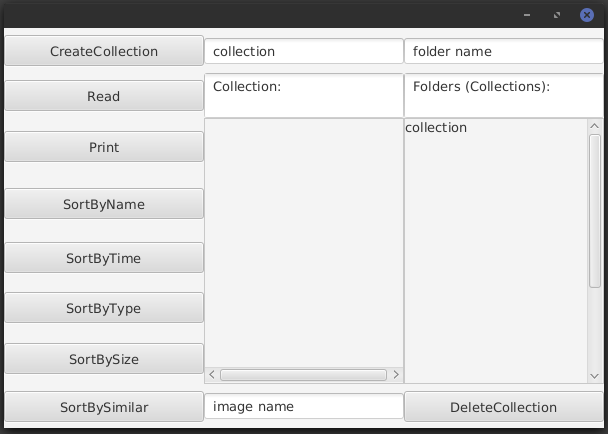 CreateCollection
collection
folder name
Read
Collection:
Folders (Collections):
Print
collection
SortByName
SortByTime
SortByType
SortBySize
SortBySimilar
image name
DeleteCollection